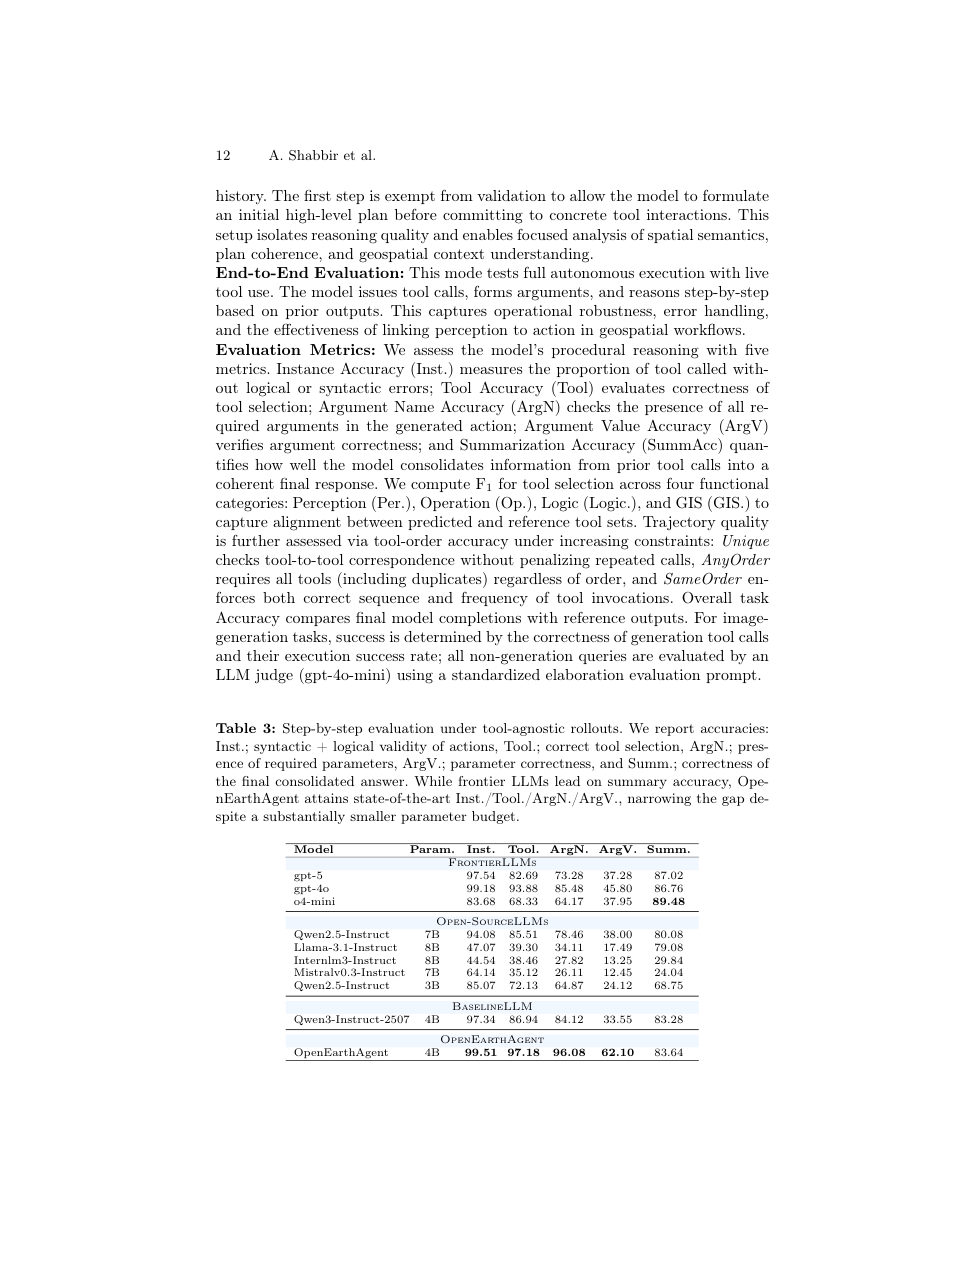 12 A. Shabbir et al.
history. The first step is exempt from validation to allow the model to formulate
an initial high-level plan before committing to concrete tool interactions. This
setup isolates reasoning quality and enables focused analysis of spatial semantics,
plan coherence, and geospatial context understanding.
End-to-End Evaluation: This mode tests full autonomous execution with live
tool use. The model issues tool calls, forms arguments, and reasons step-by-step
based on prior outputs. This captures operational robustness, error handling,
and the effectiveness of linking perception to action in geospatial workflows.
Evaluation Metrics: We assess the model's procedural reasoning with five
metrics. Instance Accuracy (Inst.) measures the proportion of tool called with-
out logical or syntactic errors; Tool Accuracy (Tool) evaluates correctness of
tool selection; Argument Name Accuracy (ArgN) checks the presence of all re-
quired arguments in the generated action; Argument Value Accuracy (ArgV)
verifies argument correctness; and Summarization Accuracy (SummAcc) quan-
tifies how well the model consolidates information from prior tool calls into a
coherent final response. We compute F1 for tool selection across four functional
categories: Perception (Per.), Operation (Op.), Logic (Logic.), and GIS (GIS.) to
capture alignment between predicted and reference tool sets. Trajectory quality
is further assessed via tool-order accuracy under increasing constraints: Unique
checks tool-to-tool correspondence without penalizing repeated calls, AnyOrder
requires all tools (including duplicates) regardless of order, and SameOrder en-
forces both correct sequence and frequency of tool invocations. Overall task
Accuracy compares final model completions with reference outputs. For image-
generation tasks, success is determined by the correctness of generation tool calls
and their execution success rate; all non-generation queries are evaluated by an
LLM judge (gpt-4o-mini) using a standardized elaboration evaluation prompt.
Table 3: Step-by-step evaluation under tool-agnostic rollouts. We report accuracies:
Inst.; syntactic + logical validity of actions, Tool.; correct tool selection, ArgN.; pres-
ence of required parameters, ArgV.; parameter correctness, and Summ.; correctness of
the final consolidated answer. While frontier LLMs lead on summary accuracy, Ope-
nEarthAgent attains state-of-the-art Inst./Tool./ArgN./ArgV., narrowing the gap de-
spite a substantially smaller parameter budget.
Model Param. Inst. Tool. ArgN. ArgV. Summ.
FrontierLLMs
gpt-5 97.54 82.69 73.28 37.28 87.02
gpt-4o 99.18 93.88 85.48 45.80 86.76
o4-mini 83.68 68.33 64.17 37.95 89.48
Open-SourceLLMs
Qwen2.5-Instruct 7B 94.08 85.51 78.46 38.00 80.08
Llama-3.1-Instruct 8B 47.07 39.30 34.11 17.49 79.08
Internlm3-Instruct 8B 44.54 38.46 27.82 13.25 29.84
Mistralv0.3-Instruct 7B 64.14 35.12 26.11 12.45 24.04
Qwen2.5-Instruct 3B 85.07 72.13 64.87 24.12 68.75
BaselineLLM
Qwen3-Instruct-2507 4B 97.34 86.94 84.12 33.55 83.28
OpenEarthAgent
OpenEarthAgent 4B 99.51 97.18 96.08 62.10 83.64